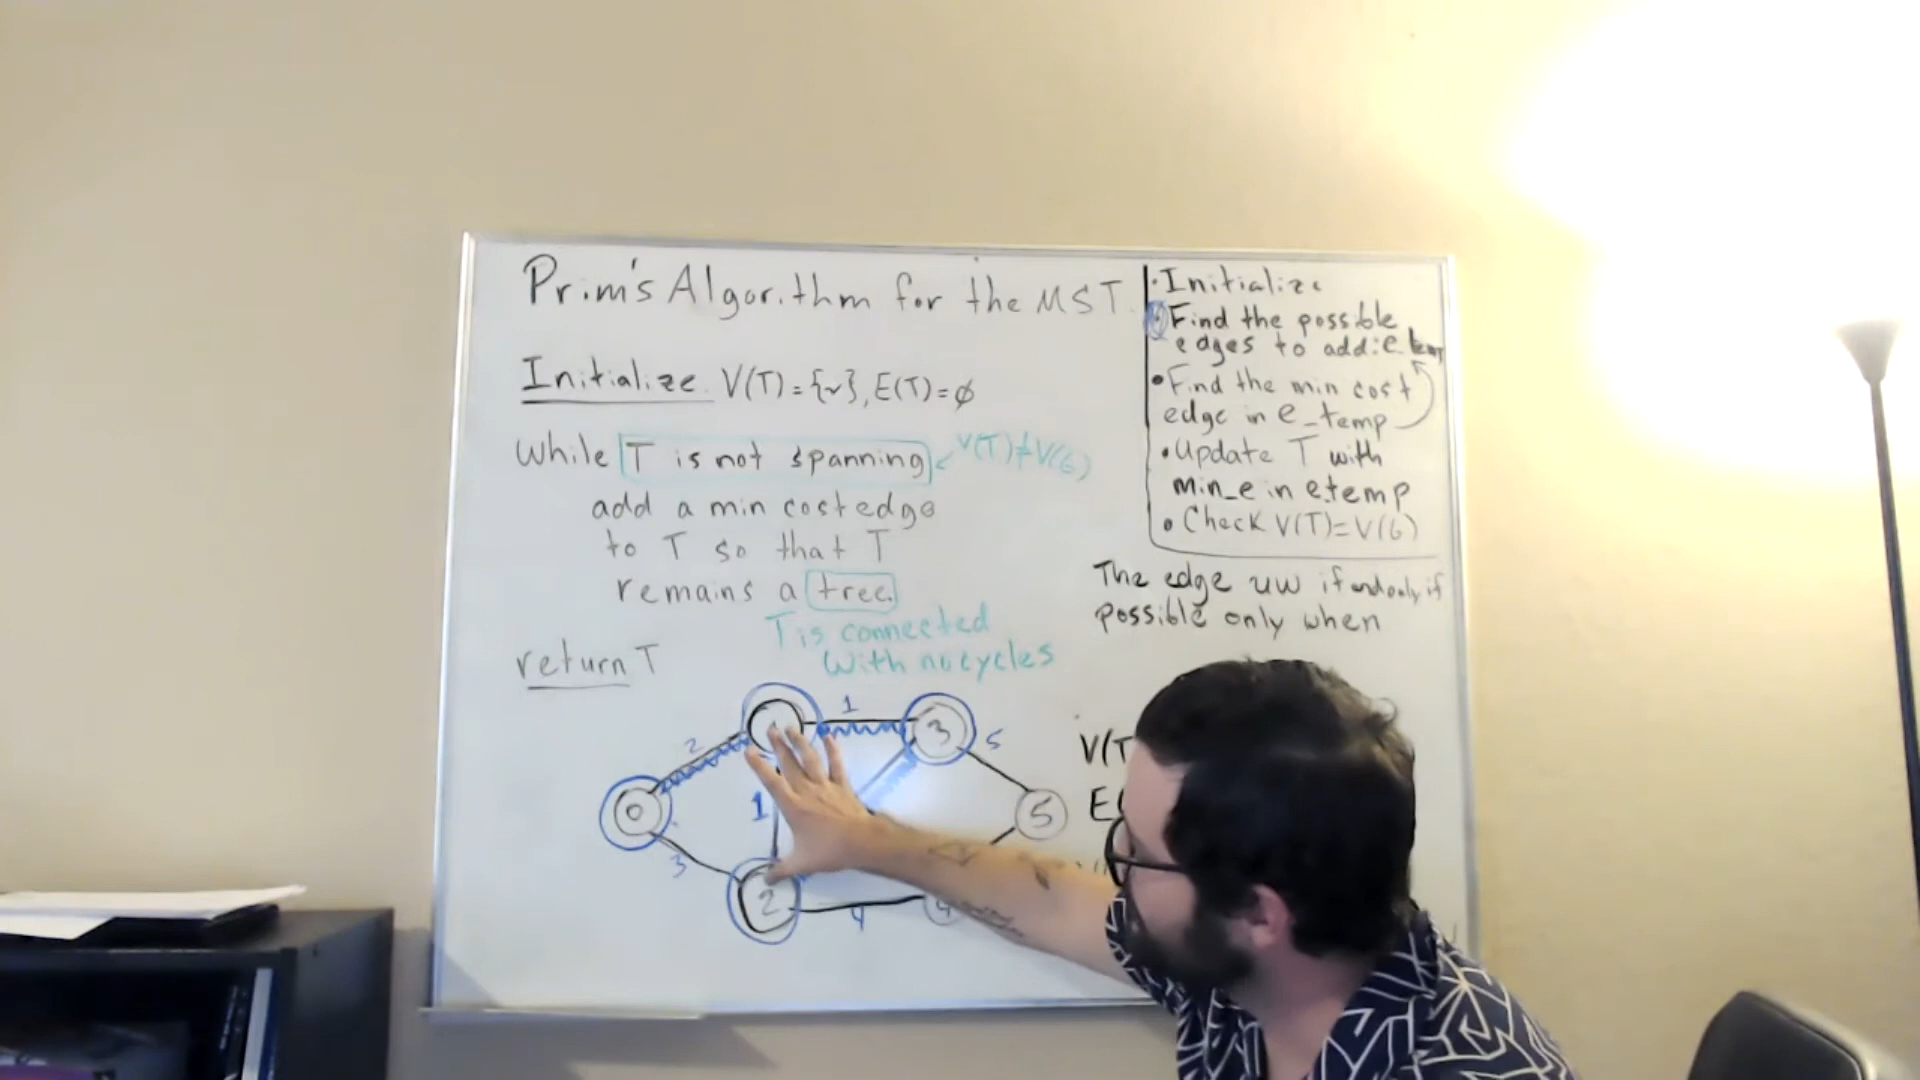 Prim's Algorithm for the MST
Initialize V(T)={v}, E(T)=∅
While T is not spanning ← V(T)≠V(G)
add a min cost edge
to T so that T
remains a tree.
T is connected
with no cycles
return T
• Initialize
• Find the possible
edges to add:
• Find the min cost
edge in e_temp
• Update T with
min_e in e_temp
• Check V(T)=V(G)
The edge uw if and only if
possible only when
1
2
3
5
1
0
5
3
2
4
4
V(T
E(